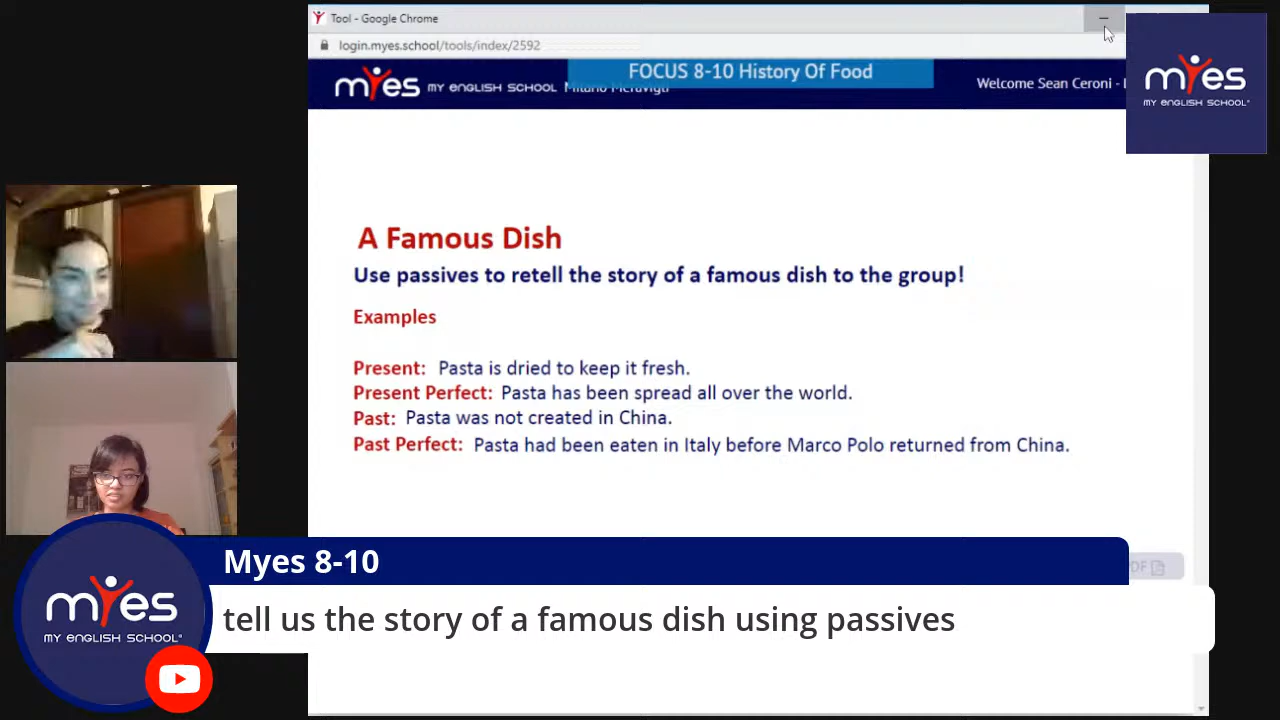 Tool - Google Chrome
login.myes.school/tools/index/2592
FOCUS 8-10 History Of Food
myes MY ENGLISH SCHOOL Milano Meravigli
Welcome Sean Ceroni -
myes
MY ENGLISH SCHOOL
A Famous Dish
Use passives to retell the story of a famous dish to the group!
Examples
Present: Pasta is dried to keep it fresh.
Present Perfect: Pasta has been spread all over the world.
Past: Pasta was not created in China.
Past Perfect: Pasta had been eaten in Italy before Marco Polo returned from China.
Myes 8-10
tell us the story of a famous dish using passives
myes
MY ENGLISH SCHOOL